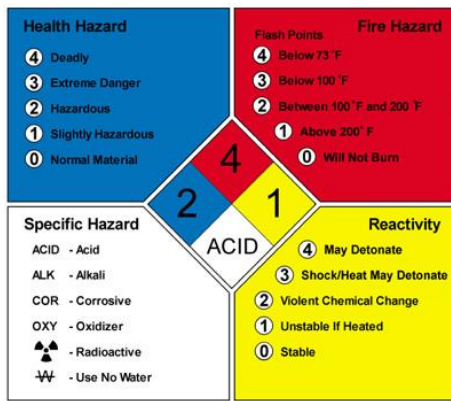 Health Hazard
4 Deadly
3 Extreme Danger
2 Hazardous
1 Slightly Hazardous
0 Normal Material
Fire Hazard
Flash Points
4 Below 73°F
3 Below 100°F
2 Between 100°F and 200°F
1 Above 200°F
0 Will Not Burn
4
2
1
ACID
Specific Hazard
ACID - Acid
ALK - Alkali
COR - Corrosive
OXY - Oxidizer
- Radioactive
W - Use No Water
Reactivity
4 May Detonate
3 Shock/Heat May Detonate
2 Violent Chemical Change
1 Unstable If Heated
0 Stable